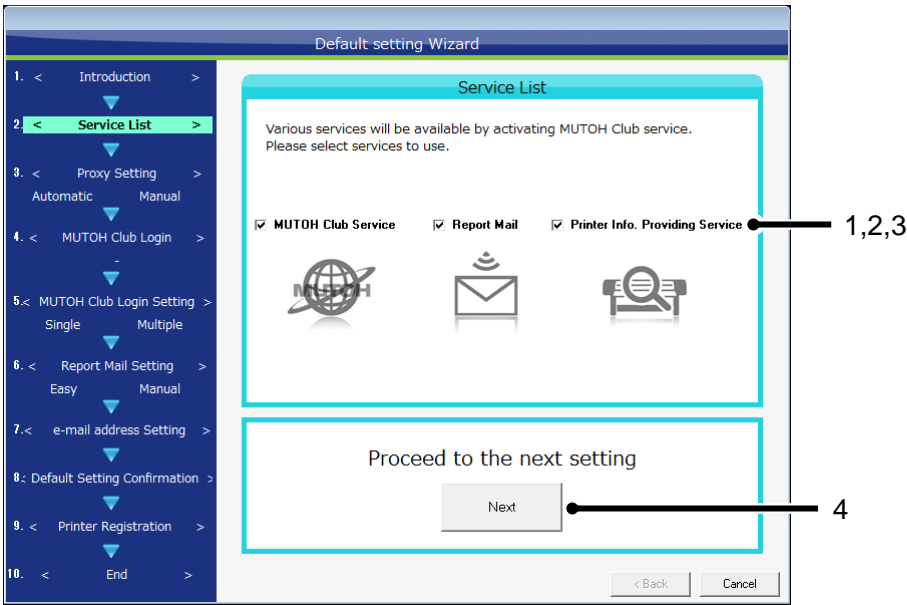 Default setting Wizard
1. < Introduction >
2. < Service List >
3. < Proxy Setting >
Automatic Manual
4. < MUTOH Club Login >
-
5.< MUTOH Club Login Setting >
Single Multiple
6. < Report Mail Setting >
Easy Manual
7.< e-mail address Setting >
8.< Default Setting Confirmation >
9. < Printer Registration >
10. < End >
Service List
Various services will be available by activating MUTOH Club service.
Please select services to use.
MUTOH Club Service Report Mail Printer Info. Providing Service
1,2,3
MUTOH
Proceed to the next setting
Next
4
< Back Cancel